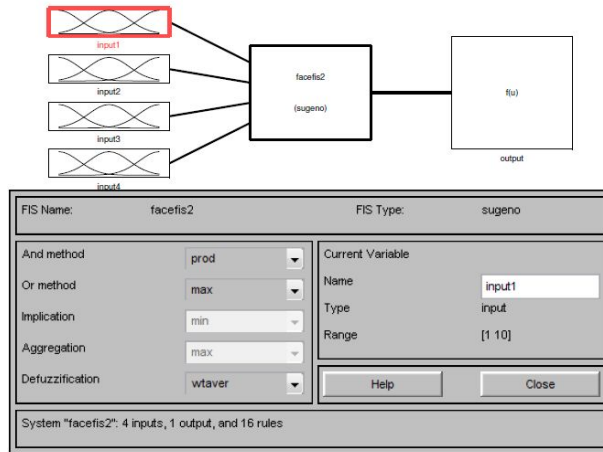 input1
input2
input3
input4
facefis2
(sugeno)
f(u)
output
FIS Name: facefis2 FIS Type: sugeno
And method prod
Or method max
Implication min
Aggregation max
Defuzzification wtaver
Current Variable
Name input1
Type input
Range [1 10]
Help Close
System "facefis2": 4 inputs, 1 output, and 16 rules